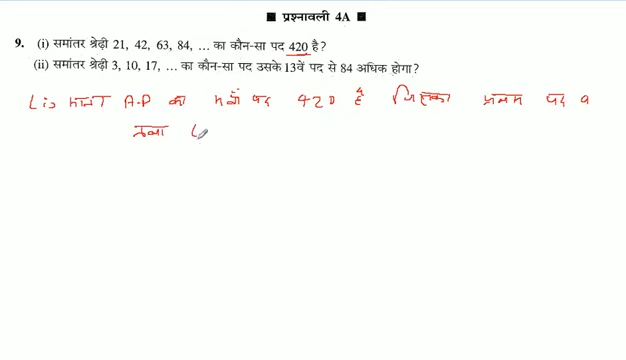 ■ प्रश्नावली 4A ■
9. (i) समांतर श्रेढ़ी 21, 42, 63, 84, ... का कौन-सा पद 420 है?
(ii) समांतर श्रेढ़ी 3, 10, 17, ... का कौन-सा पद उसके 13वें पद से 84 अधिक होगा?
(i) माना A.P का nवाँ पद 420 है जिसका प्रथम पद a
तथा